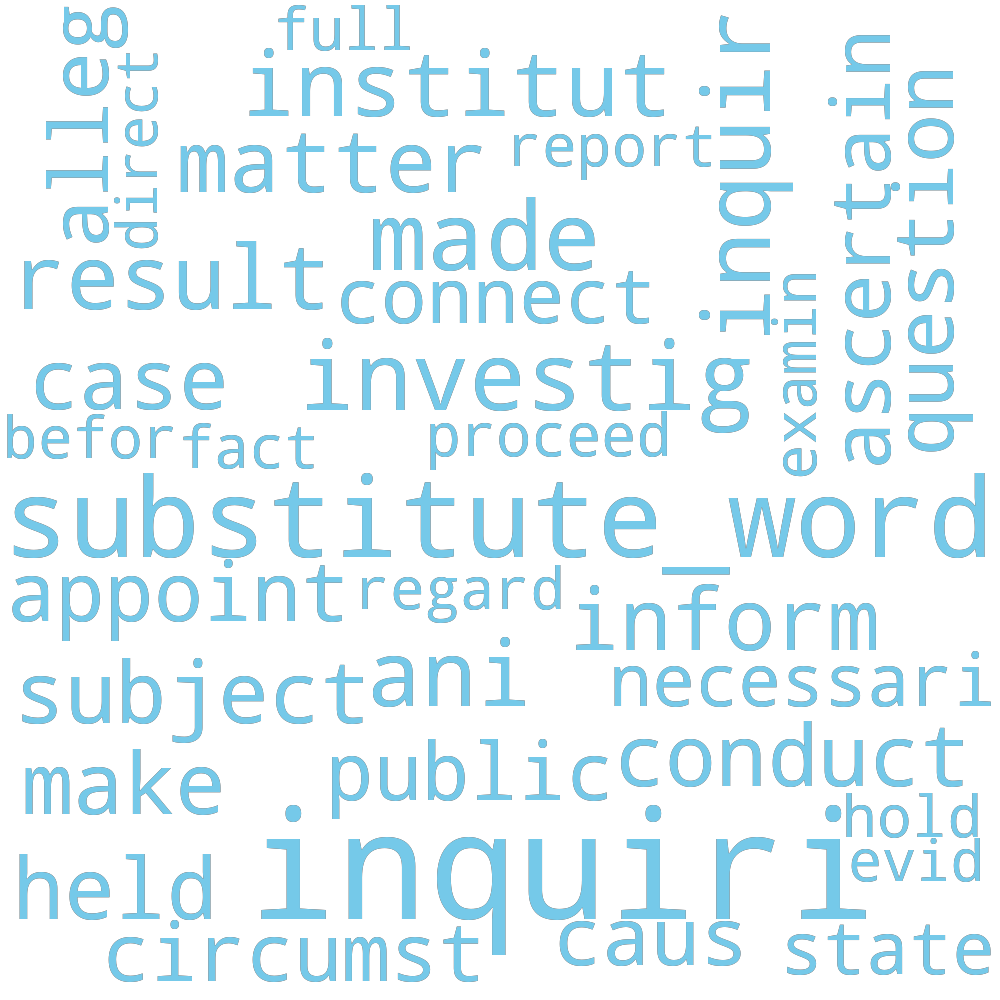 full
alleg
direct
institut
inquir
ascertain
question
matter
report
made
result
connect
examin
case
investig
befor
fact
proceed
substitute_word
appoint
regard
inform
subject
ani
necessari
make
public
conduct
hold
inquiri
held
evid
circumst
caus
state